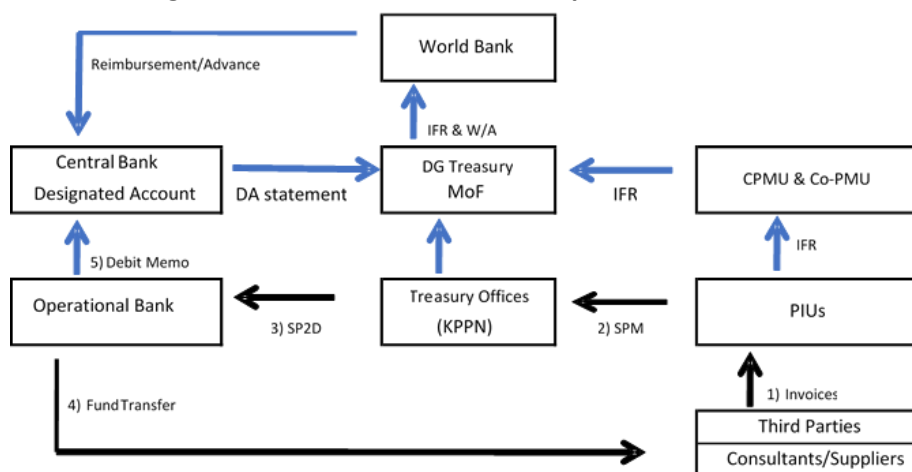 World Bank
Reimbursement/Advance
IFR & W/A
Central Bank
Designated Account
DA statement
DG Treasury
MoF
IFR
CPMU & Co-PMU
5) Debit Memo
IFR
Operational Bank
3) SP2D
Treasury Offices
(KPPN)
2) SPM
PIUs
4) Fund Transfer
1) Invoices
Third Parties
Consultants/Suppliers